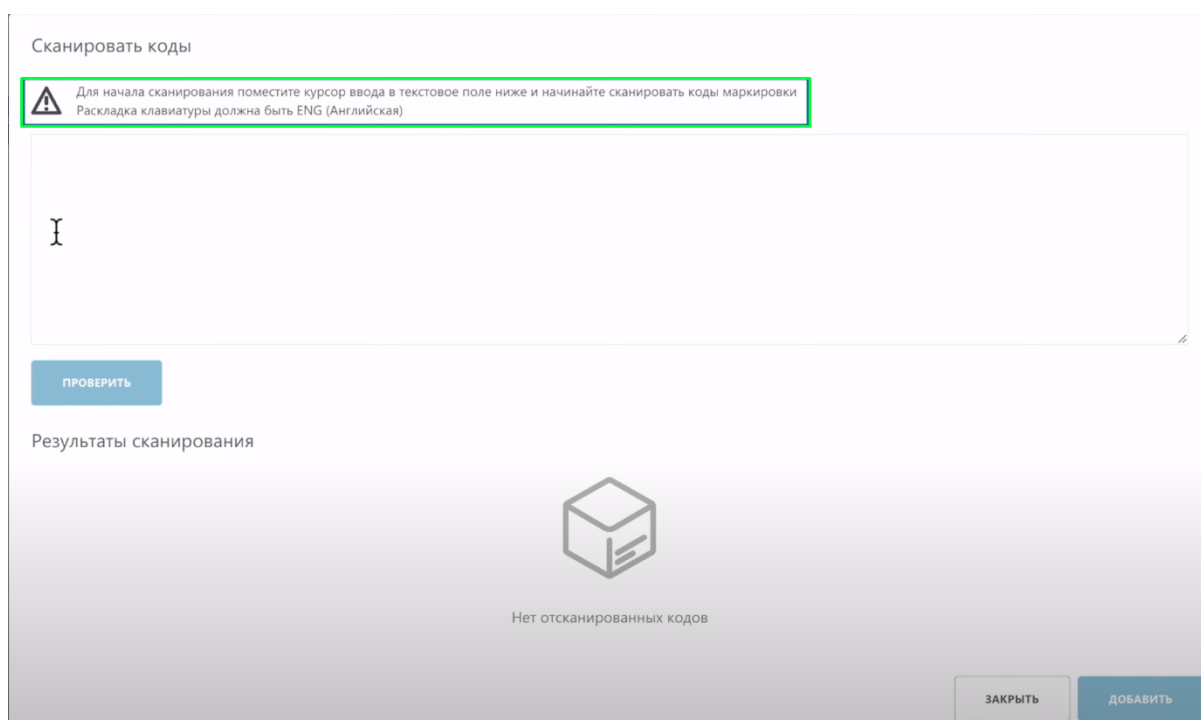 Сканировать коды
Для начала сканирования поместите курсор ввода в текстовое поле ниже и начинайте сканировать коды маркировки
Раскладка клавиатуры должна быть ENG (Английская)
ПРОВЕРИТЬ
Результаты сканирования
Нет отсканированных кодов
ЗАКРЫТЬ
ДОБАВИТЬ